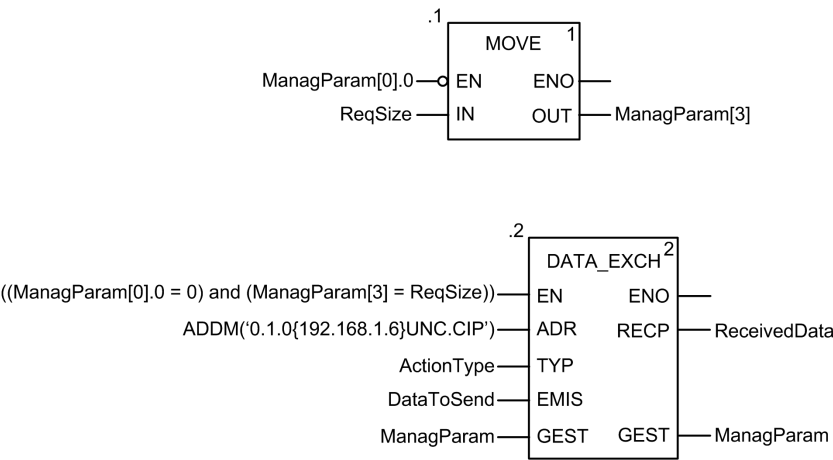 .1
MOVE 1
ManagParam[0].0 EN ENO
ReqSize IN OUT ManagParam[3]
.2
DATA_EXCH 2
((ManagParam[0].0 = 0) and (ManagParam[3] = ReqSize)) EN ENO
ADDM(‘0.1.0{192.168.1.6}UNC.CIP’) ADR RECP ReceivedData
ActionType TYP
DataToSend EMIS
ManagParam GEST GEST ManagParam